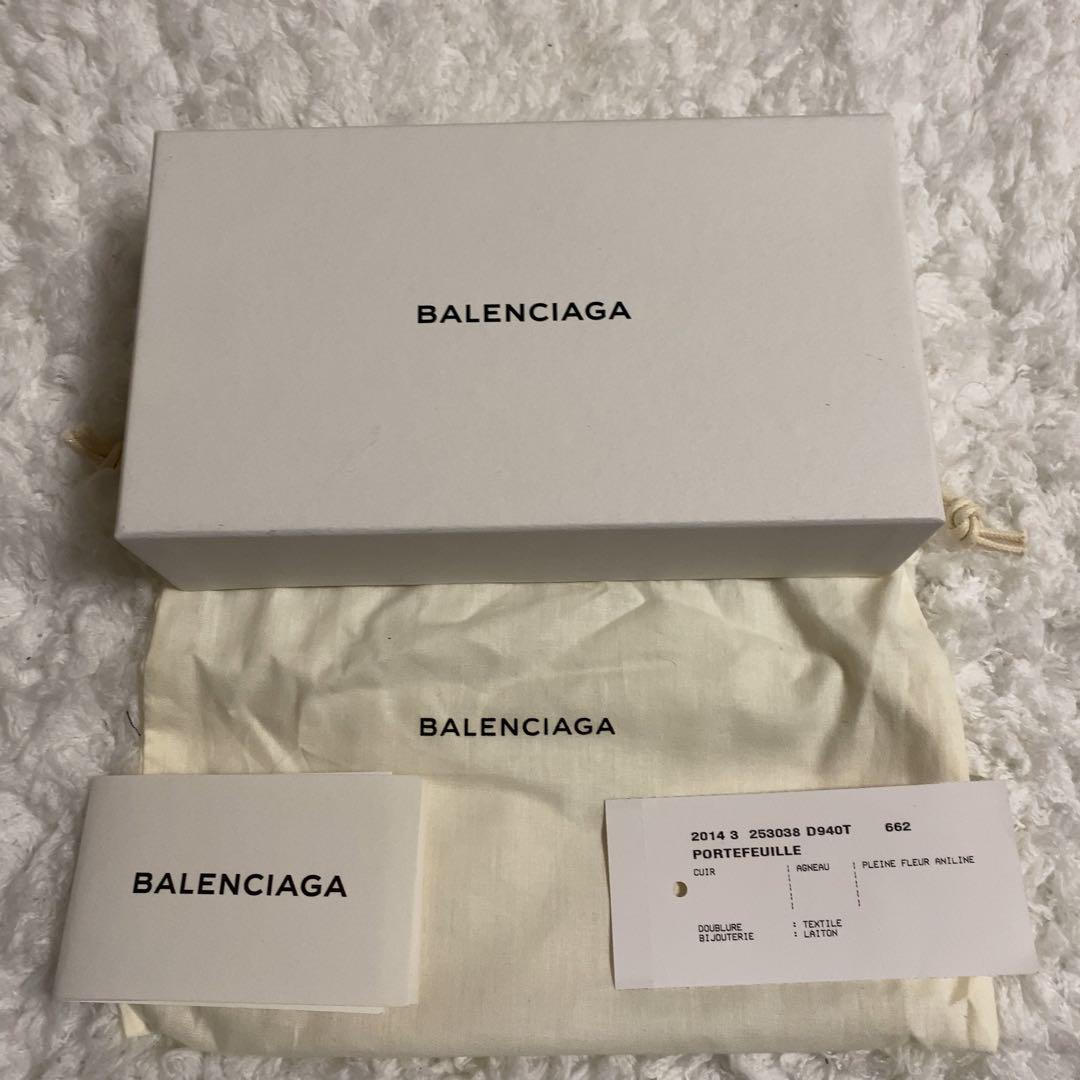 BALENCIAGA
BALENCIAGA
BALENCIAGA
2014 3 253038 D940T 662
PORTEFEUILLE
CUIR ¦ AGNEAU ¦ PLEINE FLEUR ANILINE
DOUBLURE : TEXTILE
BIJOUTERIE : LAITON